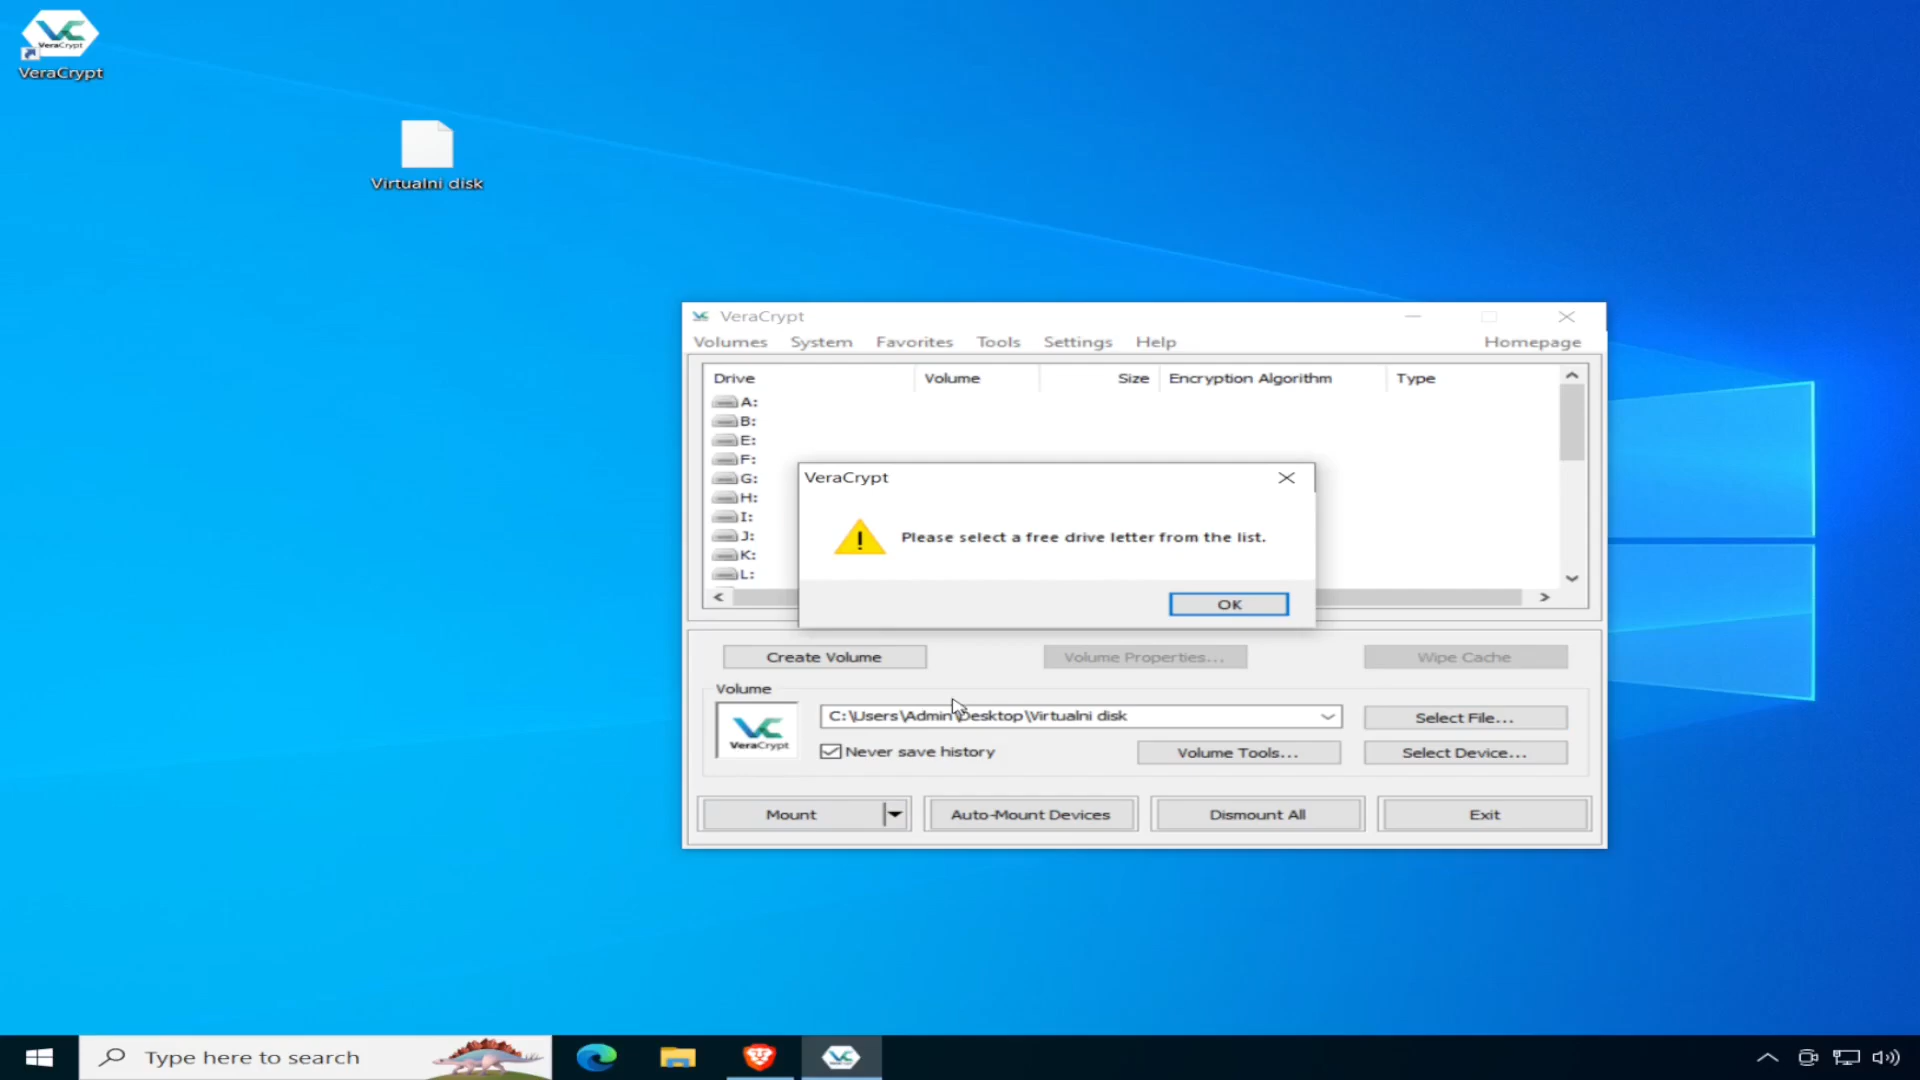 VeraCrypt
VeraCrypt
Virtualni disk
VeraCrypt
Volumes System Favorites Tools Settings Help Homepage
Drive Volume Size Encryption Algorithm Type
A:
B:
E:
F:
G:
H:
I:
J:
K:
L:
VeraCrypt
Please select a free drive letter from the list.
OK
Create Volume Volume Properties... Wipe Cache
Volume
VeraCrypt
C:\Users\Admin\Desktop\Virtualni disk Select File...
Never save history Volume Tools... Select Device...
Mount Auto-Mount Devices Dismount All Exit
Type here to search